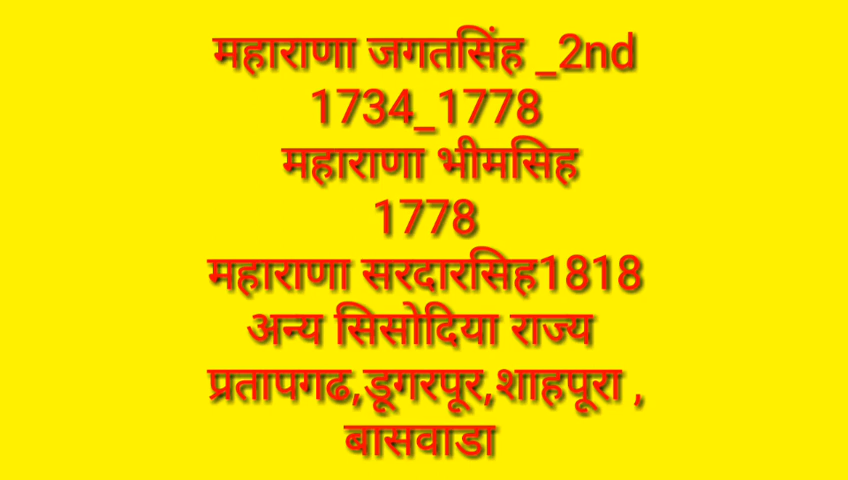 महाराणा जगतसिंह _2nd
1734_1778
महाराणा भीमसिह
1778
महाराणा सरदारसिह1818
अन्य सिसोदिया राज्य
प्रतापगढ,डूगरपूर,शाहपूरा ,
बासवाडा